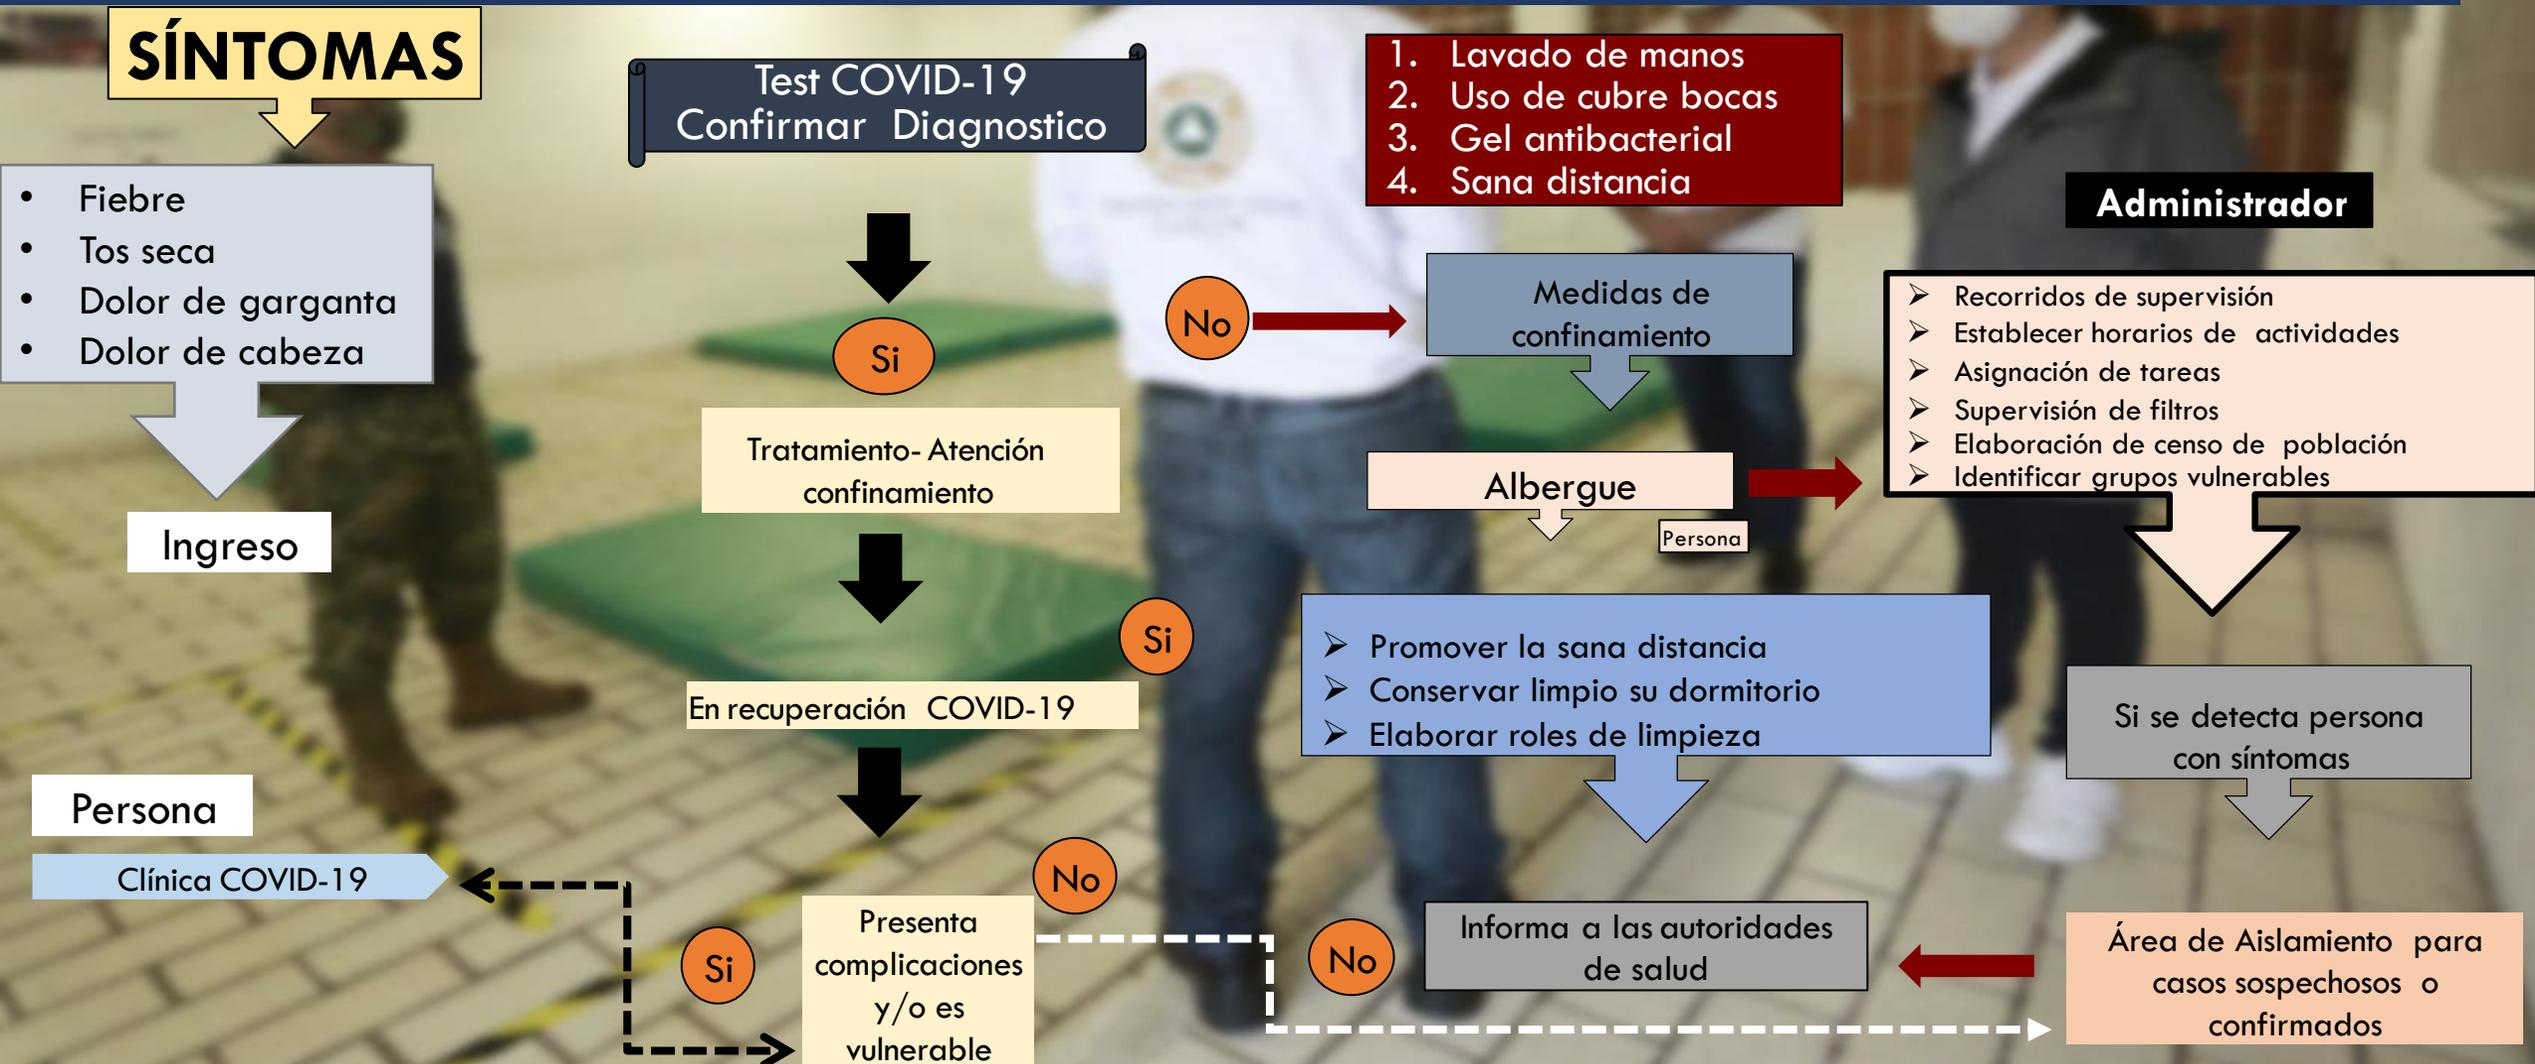 SÍNTOMAS
• Fiebre
• Tos seca
• Dolor de garganta
• Dolor de cabeza
Ingreso
Persona
Clínica COVID-19
Test COVID-19
Confirmar Diagnostico
Si
Tratamiento- Atención
confinamiento
Si
En recuperación COVID-19
No
Si
Presenta
complicaciones
y/o es
vulnerable
1. Lavado de manos
2. Uso de cubre bocas
3. Gel antibacterial
4. Sana distancia
No
Medidas de
confinamiento
Albergue
Persona
➢ Promover la sana distancia
➢ Conservar limpio su dormitorio
➢ Elaborar roles de limpieza
No
Informa a las autoridades
de salud
Administrador
➢ Recorridos de supervisión
➢ Establecer horarios de actividades
➢ Asignación de tareas
➢ Supervisión de filtros
➢ Elaboración de censo de población
➢ Identificar grupos vulnerables
Si se detecta persona
con síntomas
Área de Aislamiento para
casos sospechosos o
confirmados